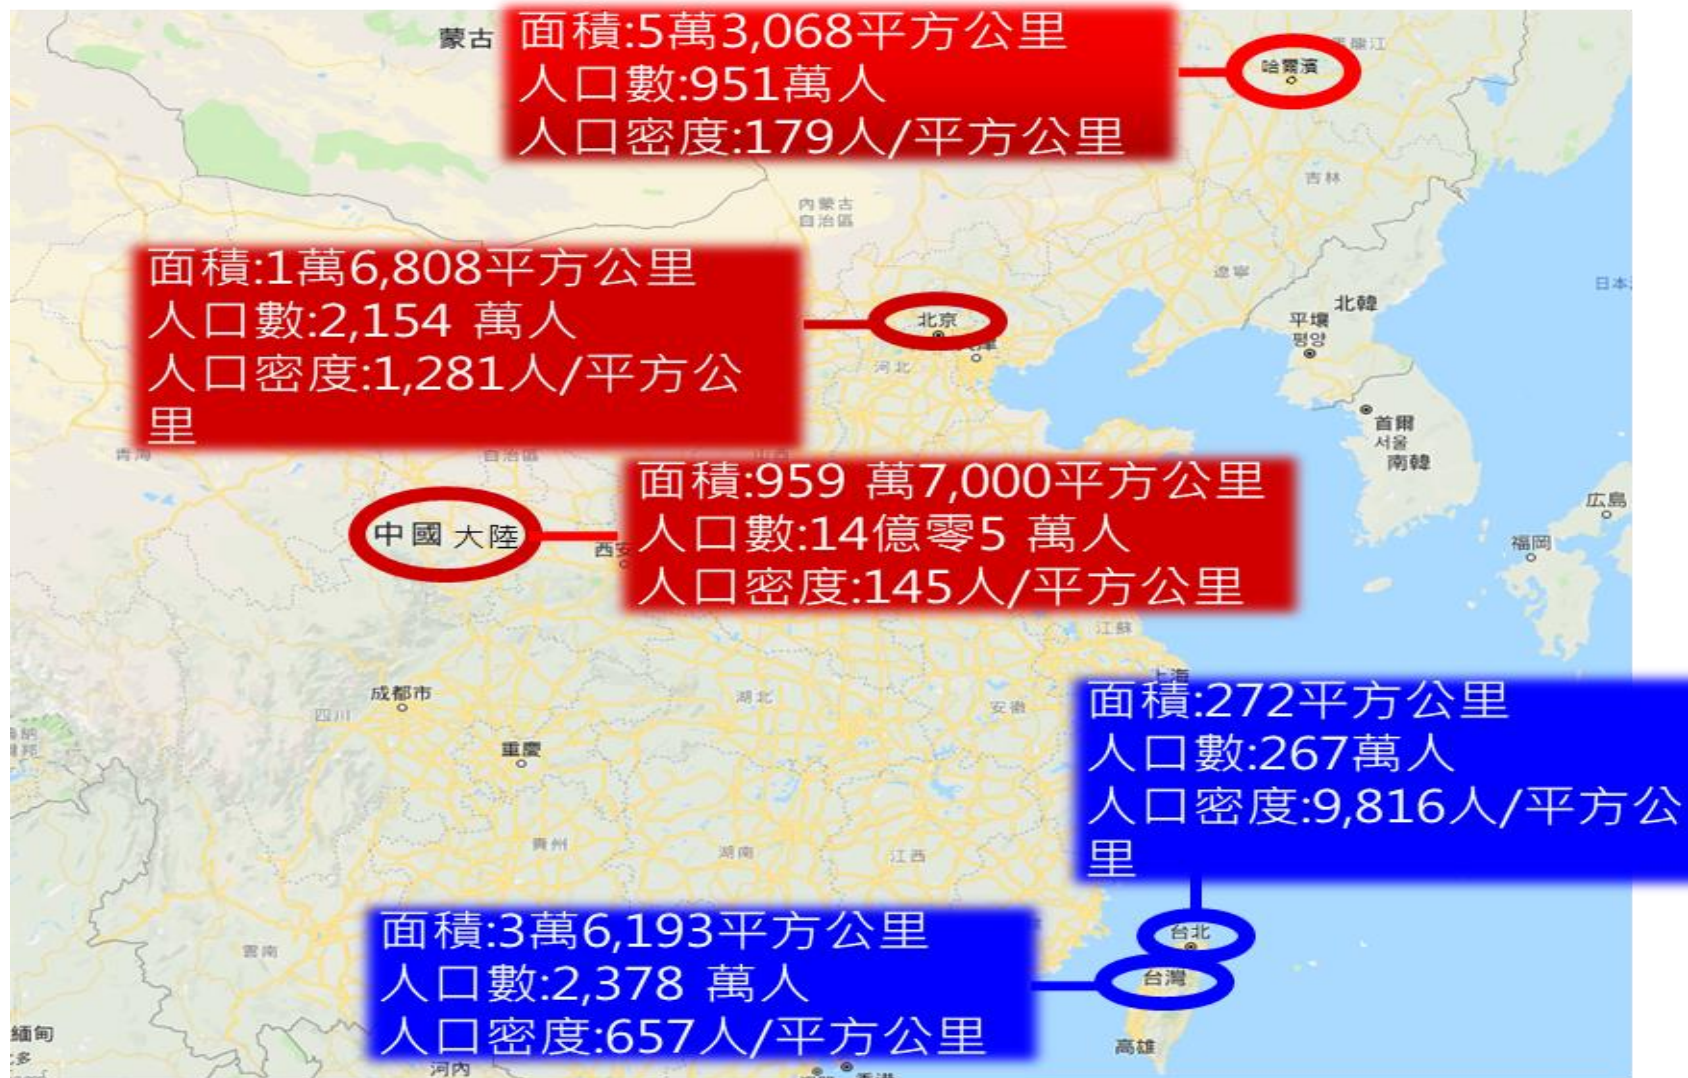 蒙古
面積:5萬3,068平方公里
人口數:951萬人
人口密度:179人/平方公里
哈爾濱
吉林
內蒙古
自治區
遼寧
日本
面積:1萬6,808平方公里
人口數:2,154 萬人
人口密度:1,281人/平方公
里
北京
河北
北韓
平壤
평양
首爾
서울
南韓
青海
自治區
山西
中國 大陸
西安
面積:959 萬7,000平方公里
人口數:14億零5 萬人
人口密度:145人/平方公里
広島
福岡
江蘇
上海
成都市
四川
湖北
安徽
重慶
面積:272平方公里
人口數:267萬人
人口密度:9,816人/平方公
里
貴州
湖南
江西
面積:3萬6,193平方公里
人口數:2,378 萬人
人口密度:657人/平方公里
台北
台灣
雲南
高雄
緬甸
河內
香港